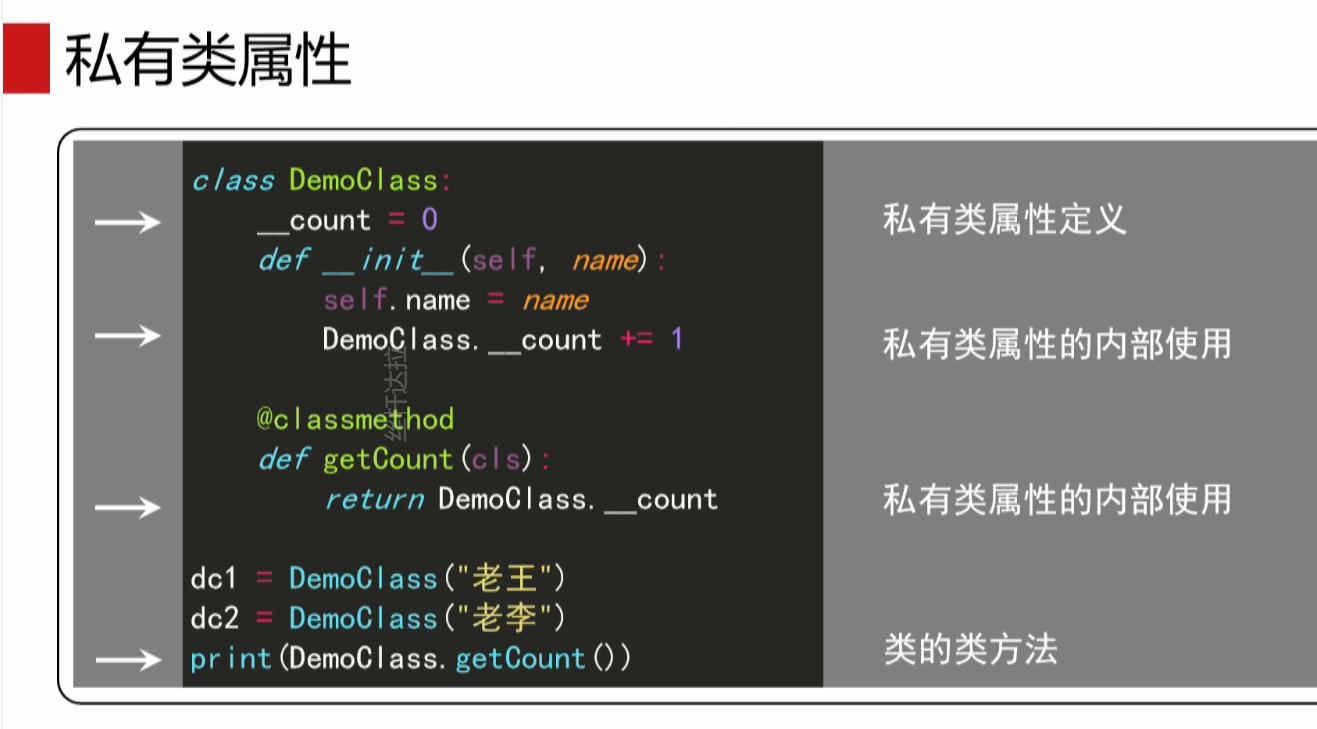 私有类属性
class DemoClass:
__count = 0
私有类属性定义
def __init__(self, name):
self.name = name
DemoClass.__count += 1
私有类属性的内部使用
@classmethod
def getCount(cls):
return DemoClass.__count
私有类属性的内部使用
dc1 = DemoClass("老王")
dc2 = DemoClass("老李")
print(DemoClass.getCount())
类的类方法